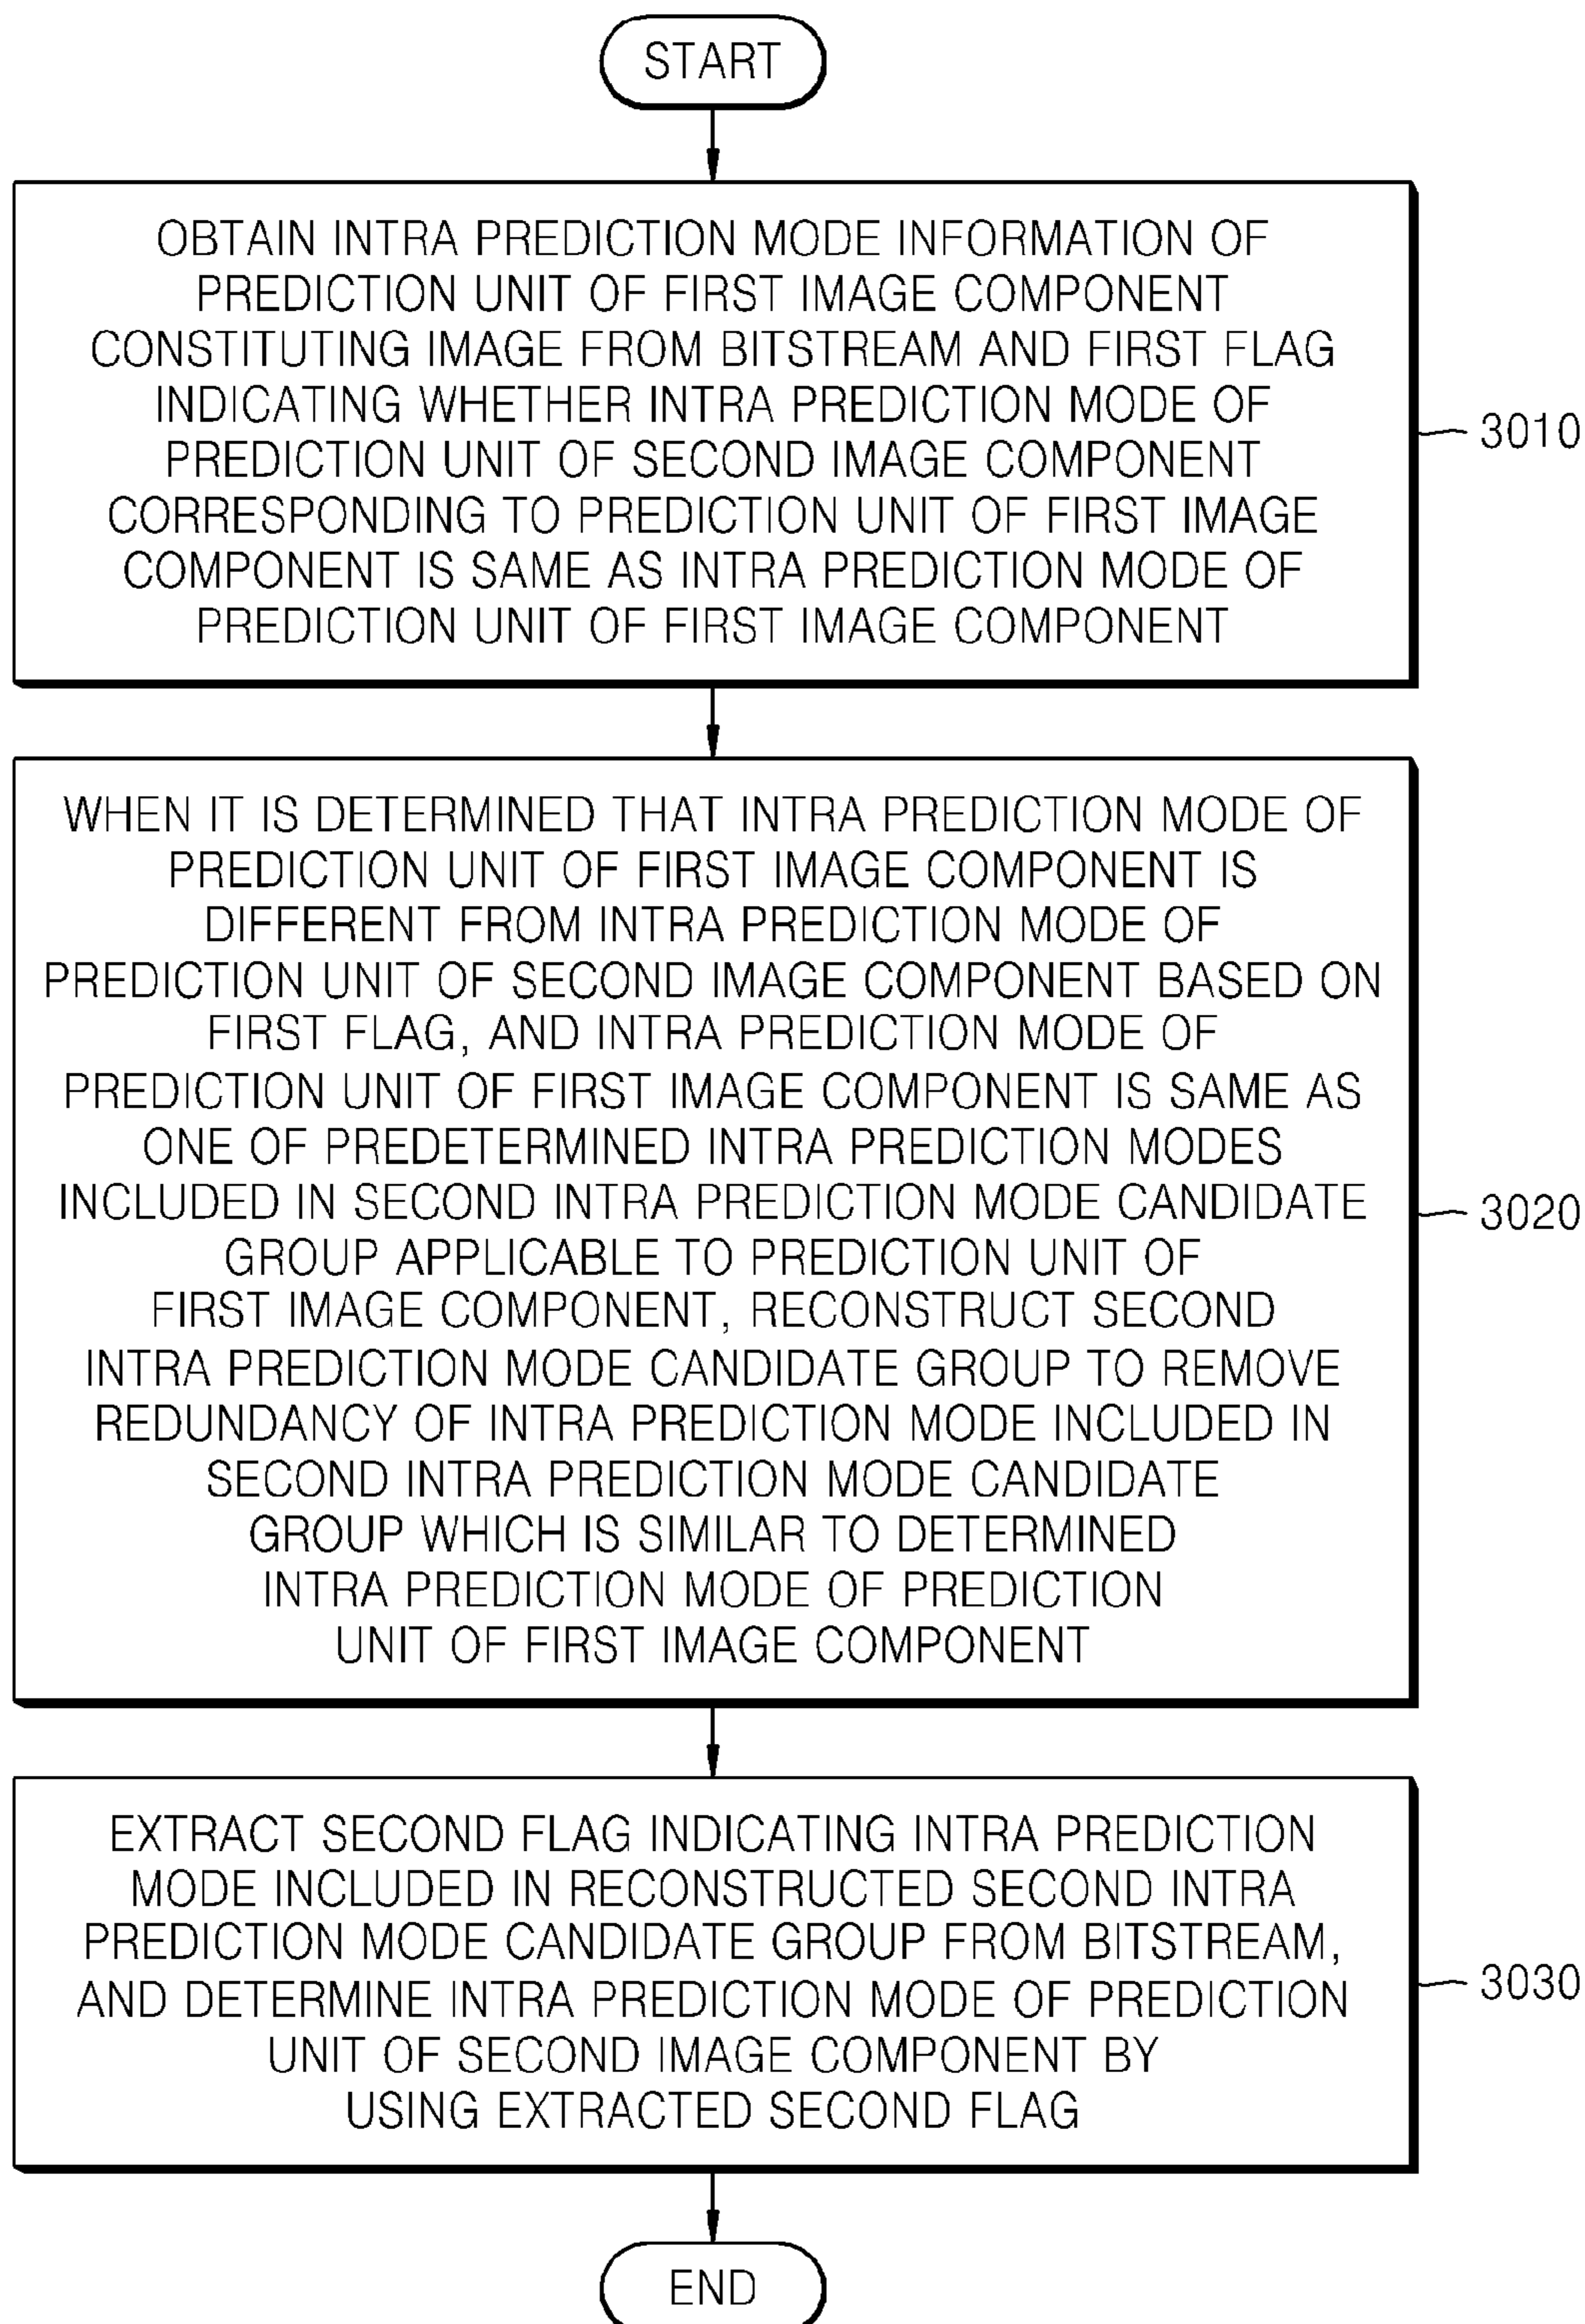 START
OBTAIN INTRA PREDICTION MODE INFORMATION OF
PREDICTION UNIT OF FIRST IMAGE COMPONENT
CONSTITUTING IMAGE FROM BITSTREAM AND FIRST FLAG
INDICATING WHETHER INTRA PREDICTION MODE OF
PREDICTION UNIT OF SECOND IMAGE COMPONENT
CORRESPONDING TO PREDICTION UNIT OF FIRST IMAGE
COMPONENT IS SAME AS INTRA PREDICTION MODE OF
PREDICTION UNIT OF FIRST IMAGE COMPONENT
3010
WHEN IT IS DETERMINED THAT INTRA PREDICTION MODE OF
PREDICTION UNIT OF FIRST IMAGE COMPONENT IS
DIFFERENT FROM INTRA PREDICTION MODE OF
PREDICTION UNIT OF SECOND IMAGE COMPONENT BASED ON
FIRST FLAG, AND INTRA PREDICTION MODE OF
PREDICTION UNIT OF FIRST IMAGE COMPONENT IS SAME AS
ONE OF PREDETERMINED INTRA PREDICTION MODES
INCLUDED IN SECOND INTRA PREDICTION MODE CANDIDATE
GROUP APPLICABLE TO PREDICTION UNIT OF
FIRST IMAGE COMPONENT, RECONSTRUCT SECOND
INTRA PREDICTION MODE CANDIDATE GROUP TO REMOVE
REDUNDANCY OF INTRA PREDICTION MODE INCLUDED IN
SECOND INTRA PREDICTION MODE CANDIDATE
GROUP WHICH IS SIMILAR TO DETERMINED
INTRA PREDICTION MODE OF PREDICTION
UNIT OF FIRST IMAGE COMPONENT
3020
EXTRACT SECOND FLAG INDICATING INTRA PREDICTION
MODE INCLUDED IN RECONSTRUCTED SECOND INTRA
PREDICTION MODE CANDIDATE GROUP FROM BITSTREAM,
AND DETERMINE INTRA PREDICTION MODE OF PREDICTION
UNIT OF SECOND IMAGE COMPONENT BY
USING EXTRACTED SECOND FLAG
3030
END